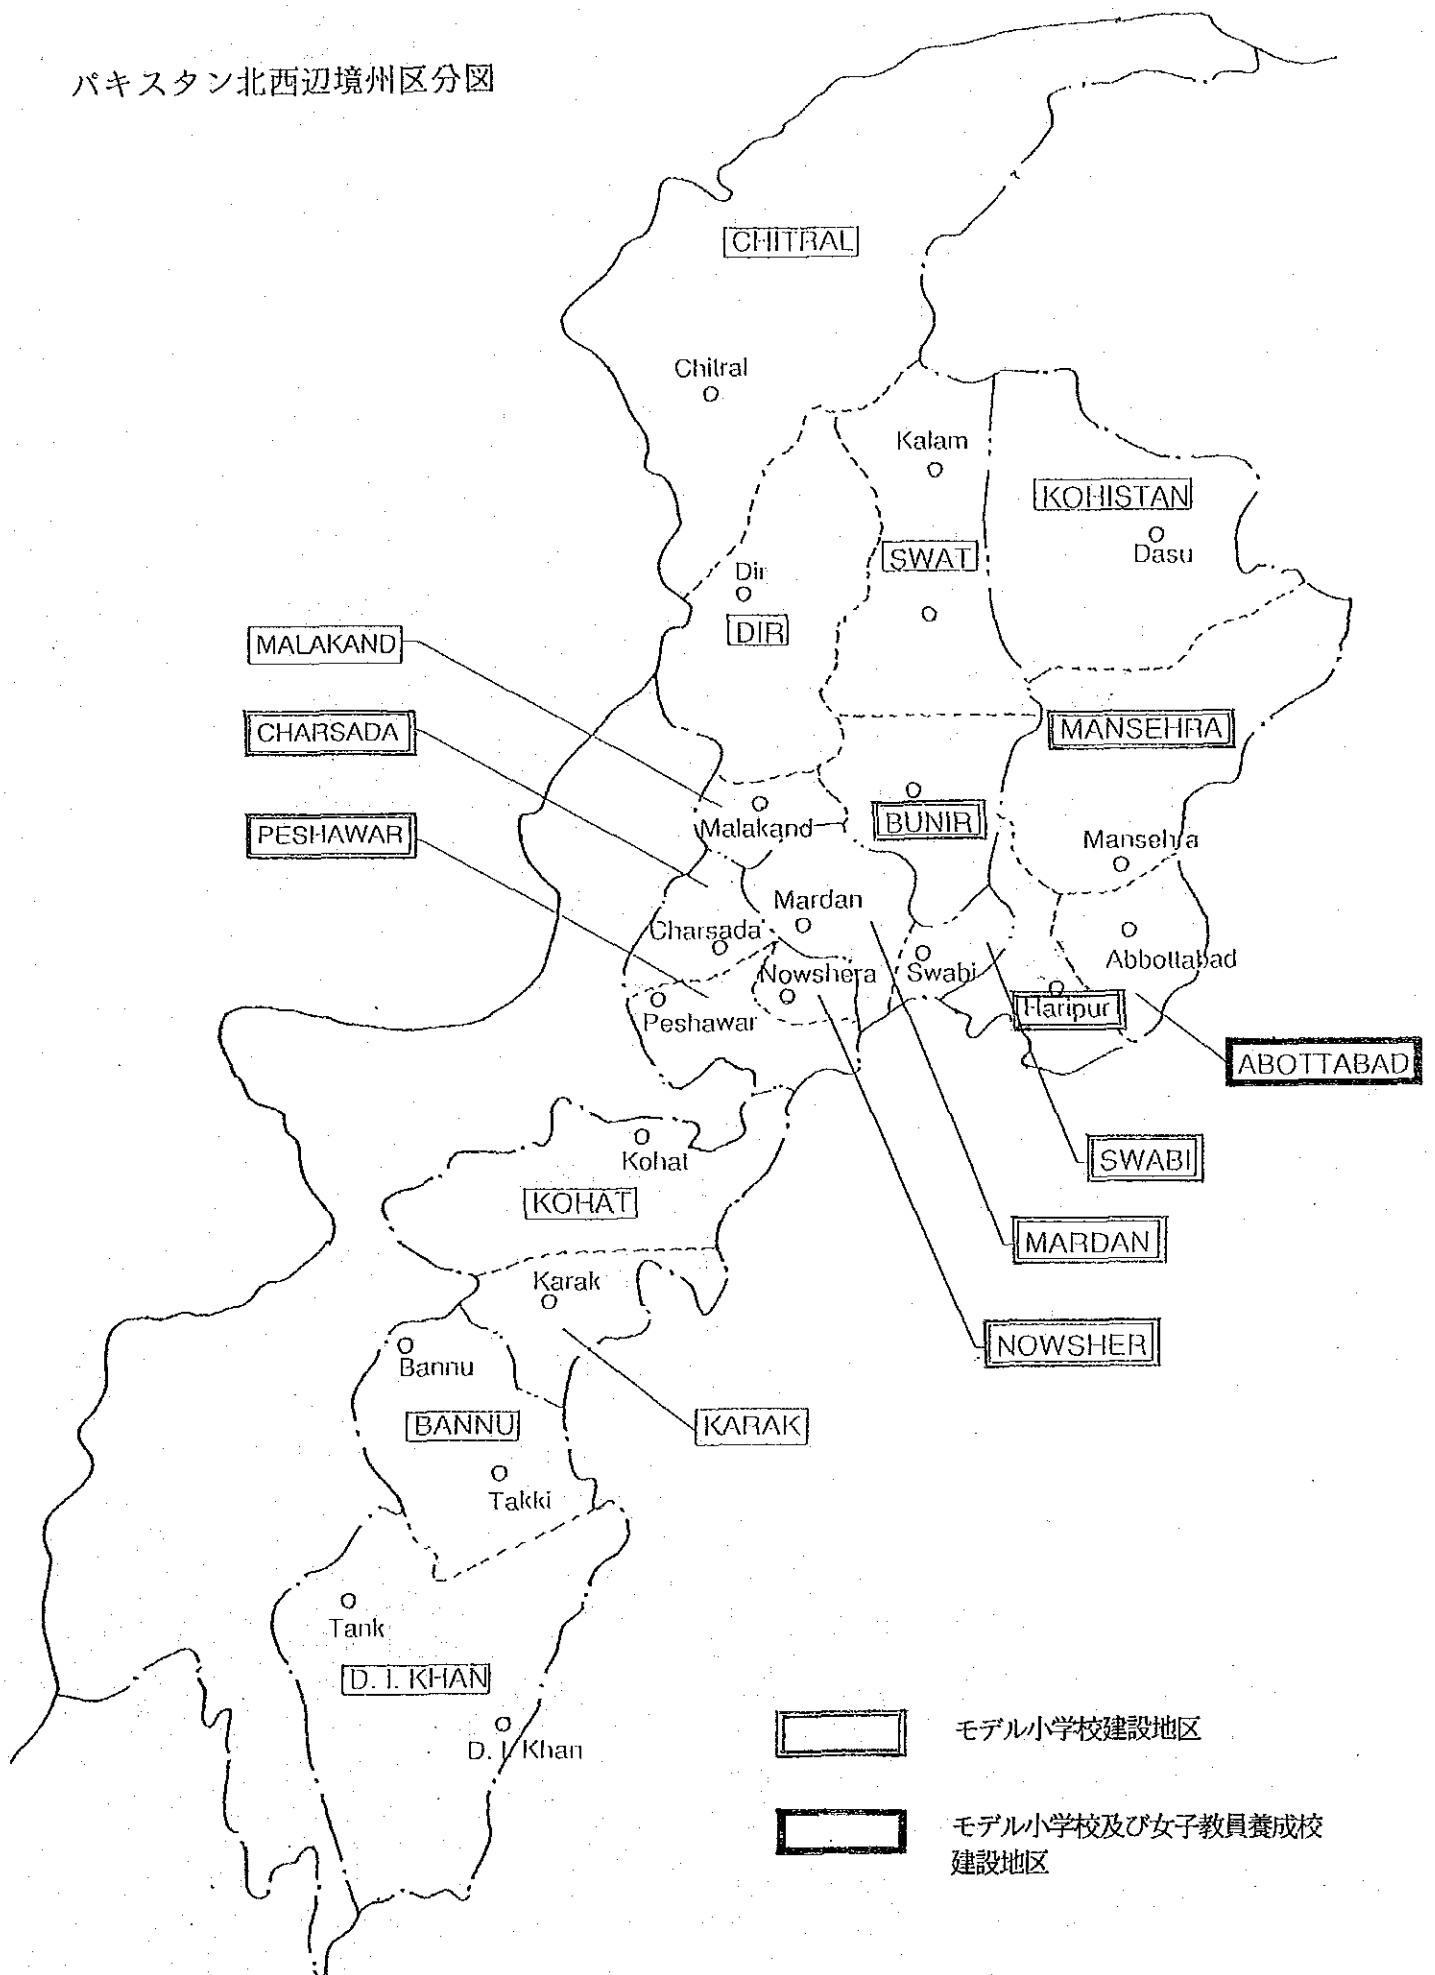 パキスタン北西辺境州区分図
CHITRAL
Chitral
Kalam
KOHISTAN
Dasu
SWAT
Dir
DIR
MALAKAND
CHARSADA
MANSEHRA
PESHAWAR
BUNIR
Malakand
Mansehra
Mardan
Charsada
Abbottabad
Nowshera
Swabi
Haripur
Peshawar
ABOTTABAD
Kohat
SWABI
KOHAT
MARDAN
Karak
NOWSHER
Bannu
BANNU
KARAK
Takki
Tank
D. I. KHAN
D. I. Khan
モデル小学校建設地区
モデル小学校及び女子教員養成校
建設地区